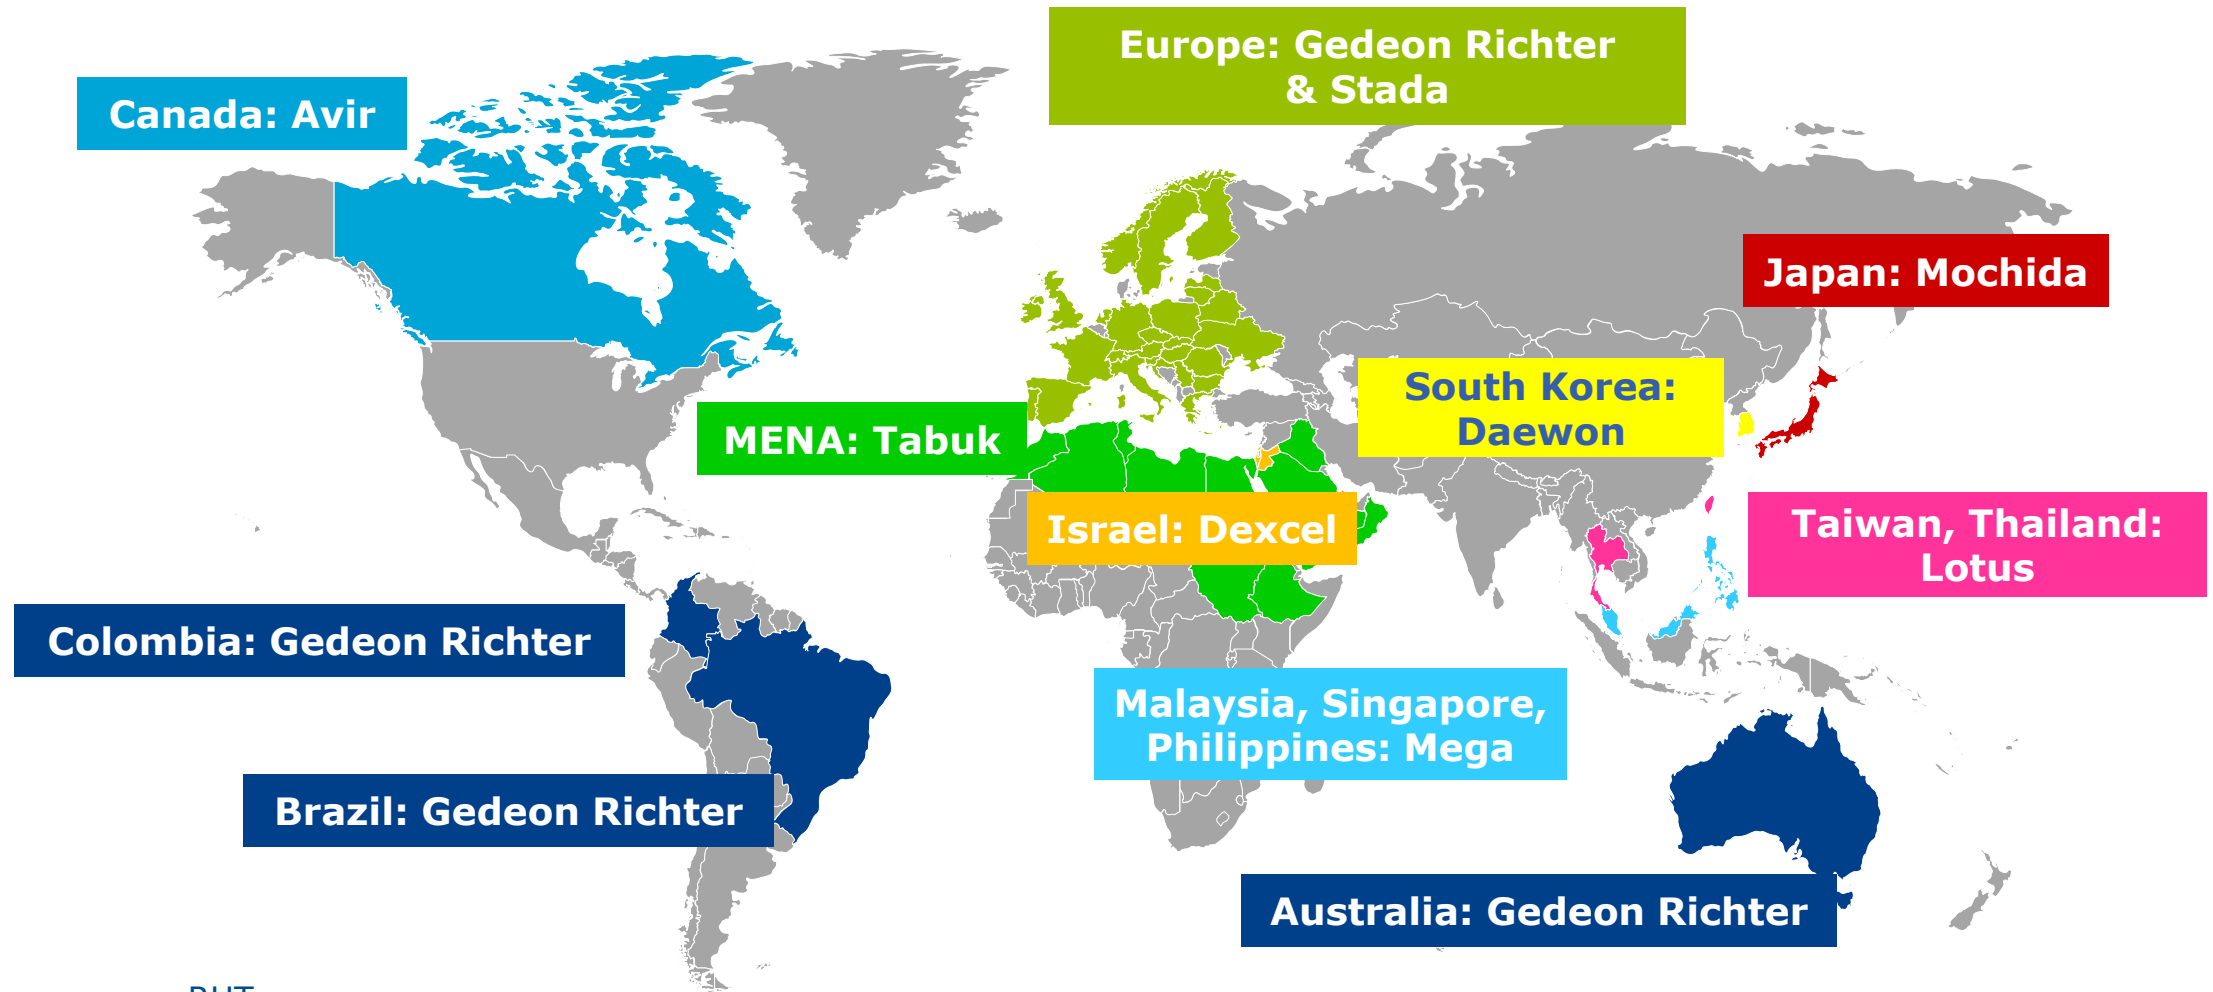 Europe: Gedeon Richter
& Stada
Canada: Avir
Japan: Mochida
South Korea:
Daewon
MENA: Tabuk
Israel: Dexcel
Taiwan, Thailand:
Lotus
Colombia: Gedeon Richter
Malaysia, Singapore,
Philippines: Mega
Brazil: Gedeon Richter
Australia: Gedeon Richter